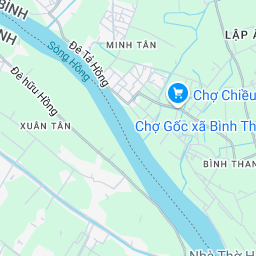 BÌNH
NH
Sông Hồng
Đê Tả Hồng
MINH TÂN
LẬP
Đê hữu Hồng
Chợ Chiều
XUÂN TÂN
Chợ Gốc xã Bình Th
BÌNH THAN
Nhà Thờ H